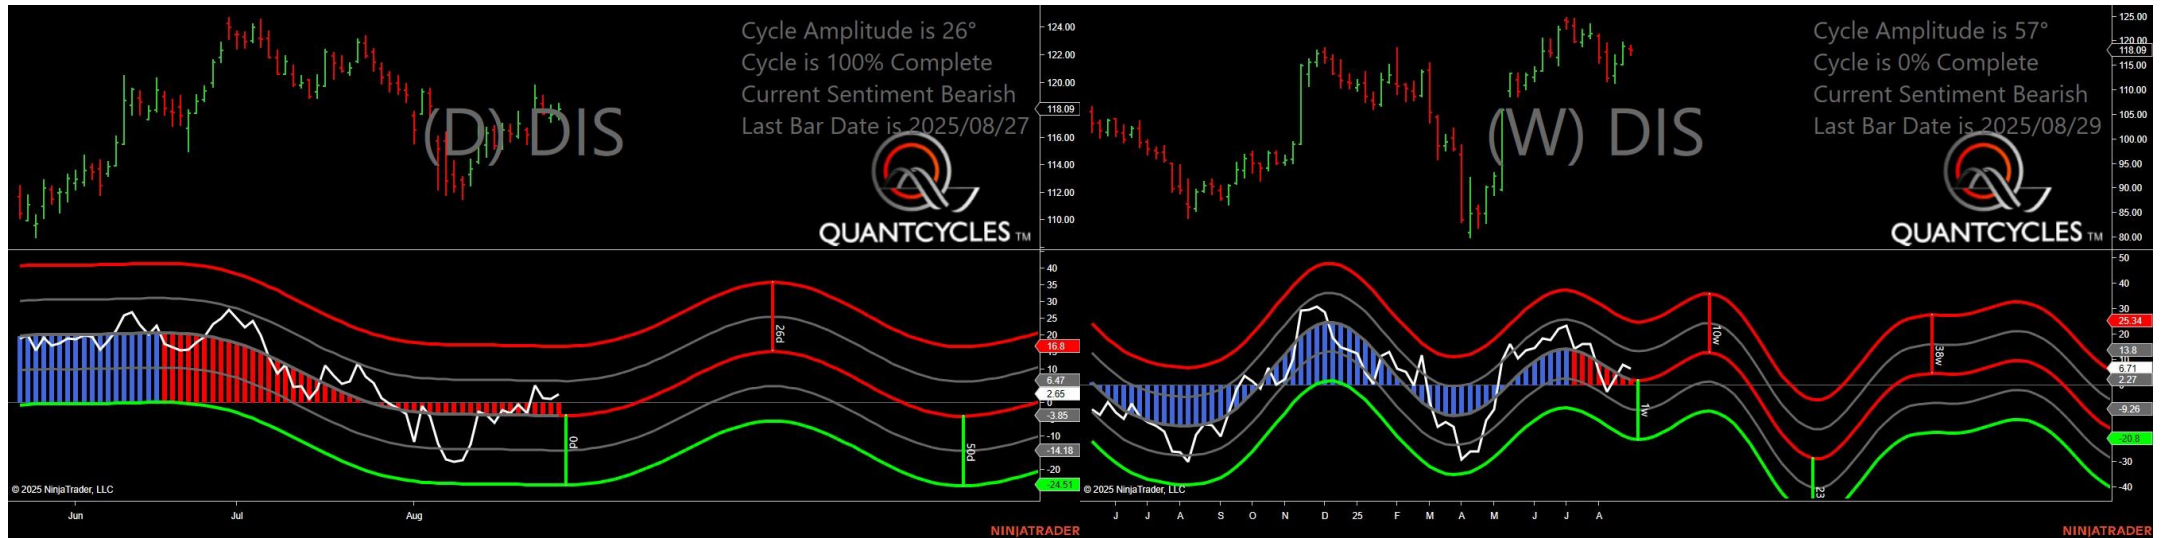 Cycle Amplitude is 26°
Cycle is 100% Complete
Current Sentiment Bearish
Last Bar Date is 2025/08/27
(D) DIS
QUANTCYCLES TM
124.00
122.00
120.00
118.09
116.00
114.00
112.00
110.00
40
35
30
25
20
16.8
10
6.47
2.65
0
-3.85
-10
-14.18
-20
-24.51
26d
0d
50d
© 2025 NinjaTrader, LLC
Jun Jul Aug
NINJATRADER
Cycle Amplitude is 57°
Cycle is 0% Complete
Current Sentiment Bearish
Last Bar Date is 2025/08/29
(W) DIS
QUANTCYCLES TM
125.00
120.00
118.09
115.00
110.00
105.00
100.00
95.00
90.00
85.00
80.00
50
40
30
25.34
20
13.8
10
6.71
2.27
-9.26
-20.8
-30
-40
10w
38w
1w
23
© 2025 NinjaTrader, LLC
J J A S O N D 25 F M A M J J A
NINJATRADER